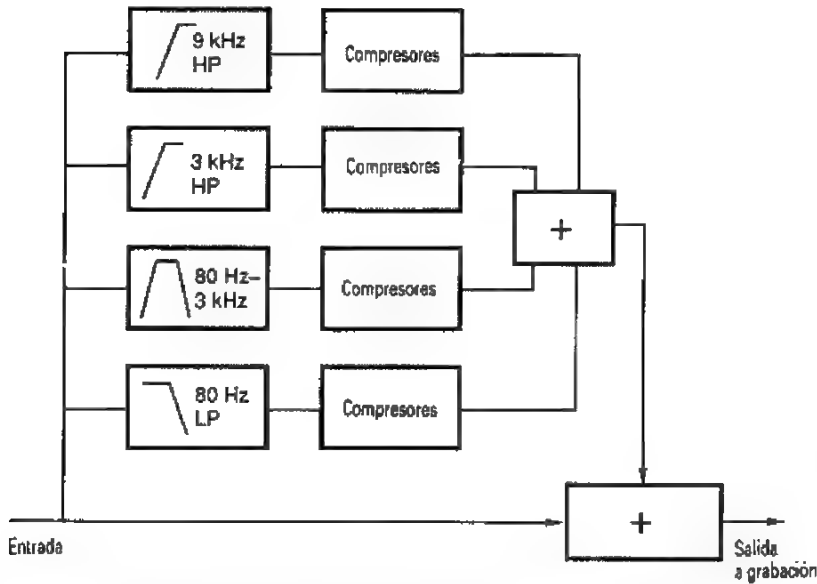 9 kHz
HP
Compresores
3 kHz
HP
Compresores
+
80 Hz–
3 kHz
Compresores
80 Hz
LP
Compresores
+
Entrada
Salida
a grabación